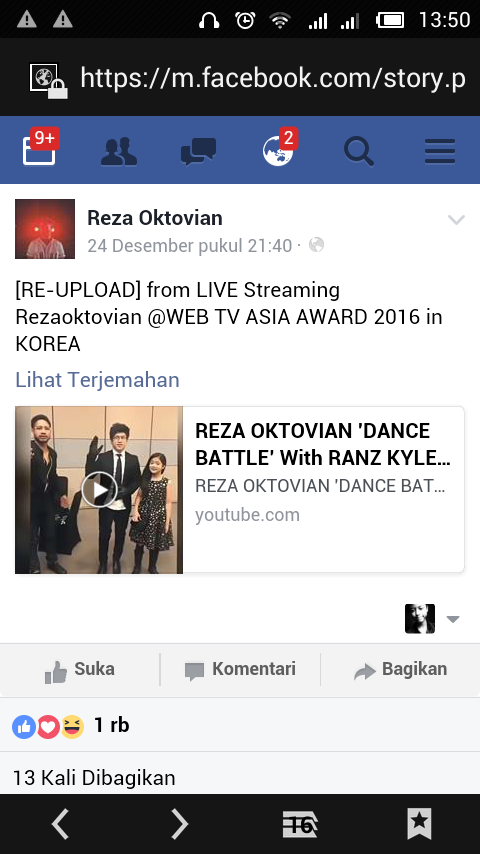 13:50
https://m.facebook.com/story.p
9+
2
Reza Oktovian
24 Desember pukul 21:40 ·
[RE-UPLOAD] from LIVE Streaming
Rezaoktovian @WEB TV ASIA AWARD 2016 in
KOREA
Lihat Terjemahan
REZA OKTOVIAN 'DANCE
BATTLE' With RANZ KYLE...
REZA OKTOVIAN 'DANCE BAT...
youtube.com
Suka
Komentari
Bagikan
1 rb
13 Kali Dibagikan
16